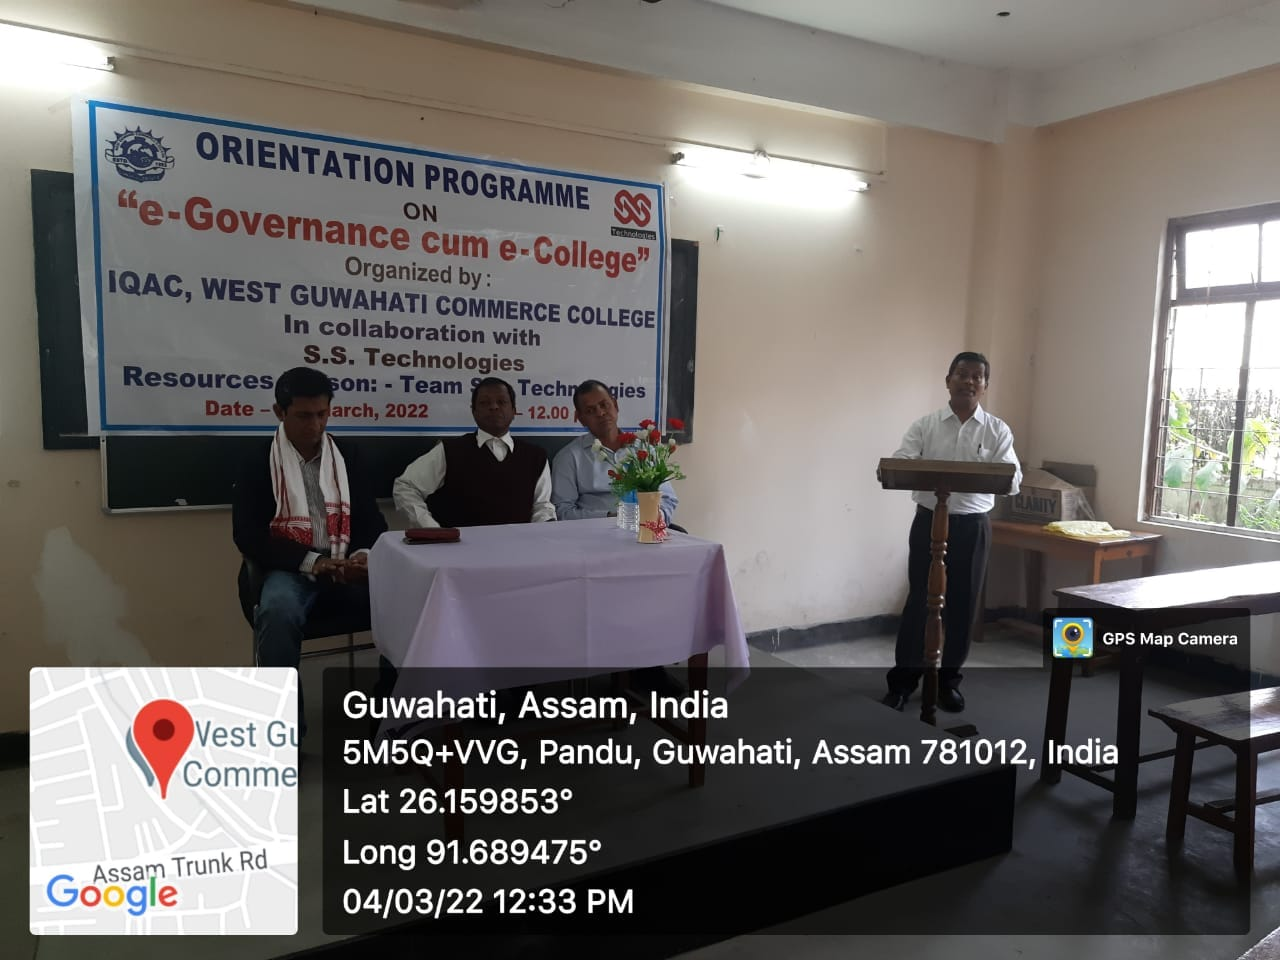 ORIENTATION PROGRAMME
ON
Technologies
“e-Governance cum e-College”
Organized by :
IQAC, WEST GUWAHATI COMMERCE COLLEGE
In collaboration with
S.S. Technologies
Resources - Team Technologies
Date – March, 2022 – 12.00
GPS Map Camera
Guwahati, Assam, India
5M5Q+VVG, Pandu, Guwahati, Assam 781012, India
Lat 26.159853°
Long 91.689475°
04/03/22 12:33 PM
West Gu
Comme
Assam Trunk Rd
Google